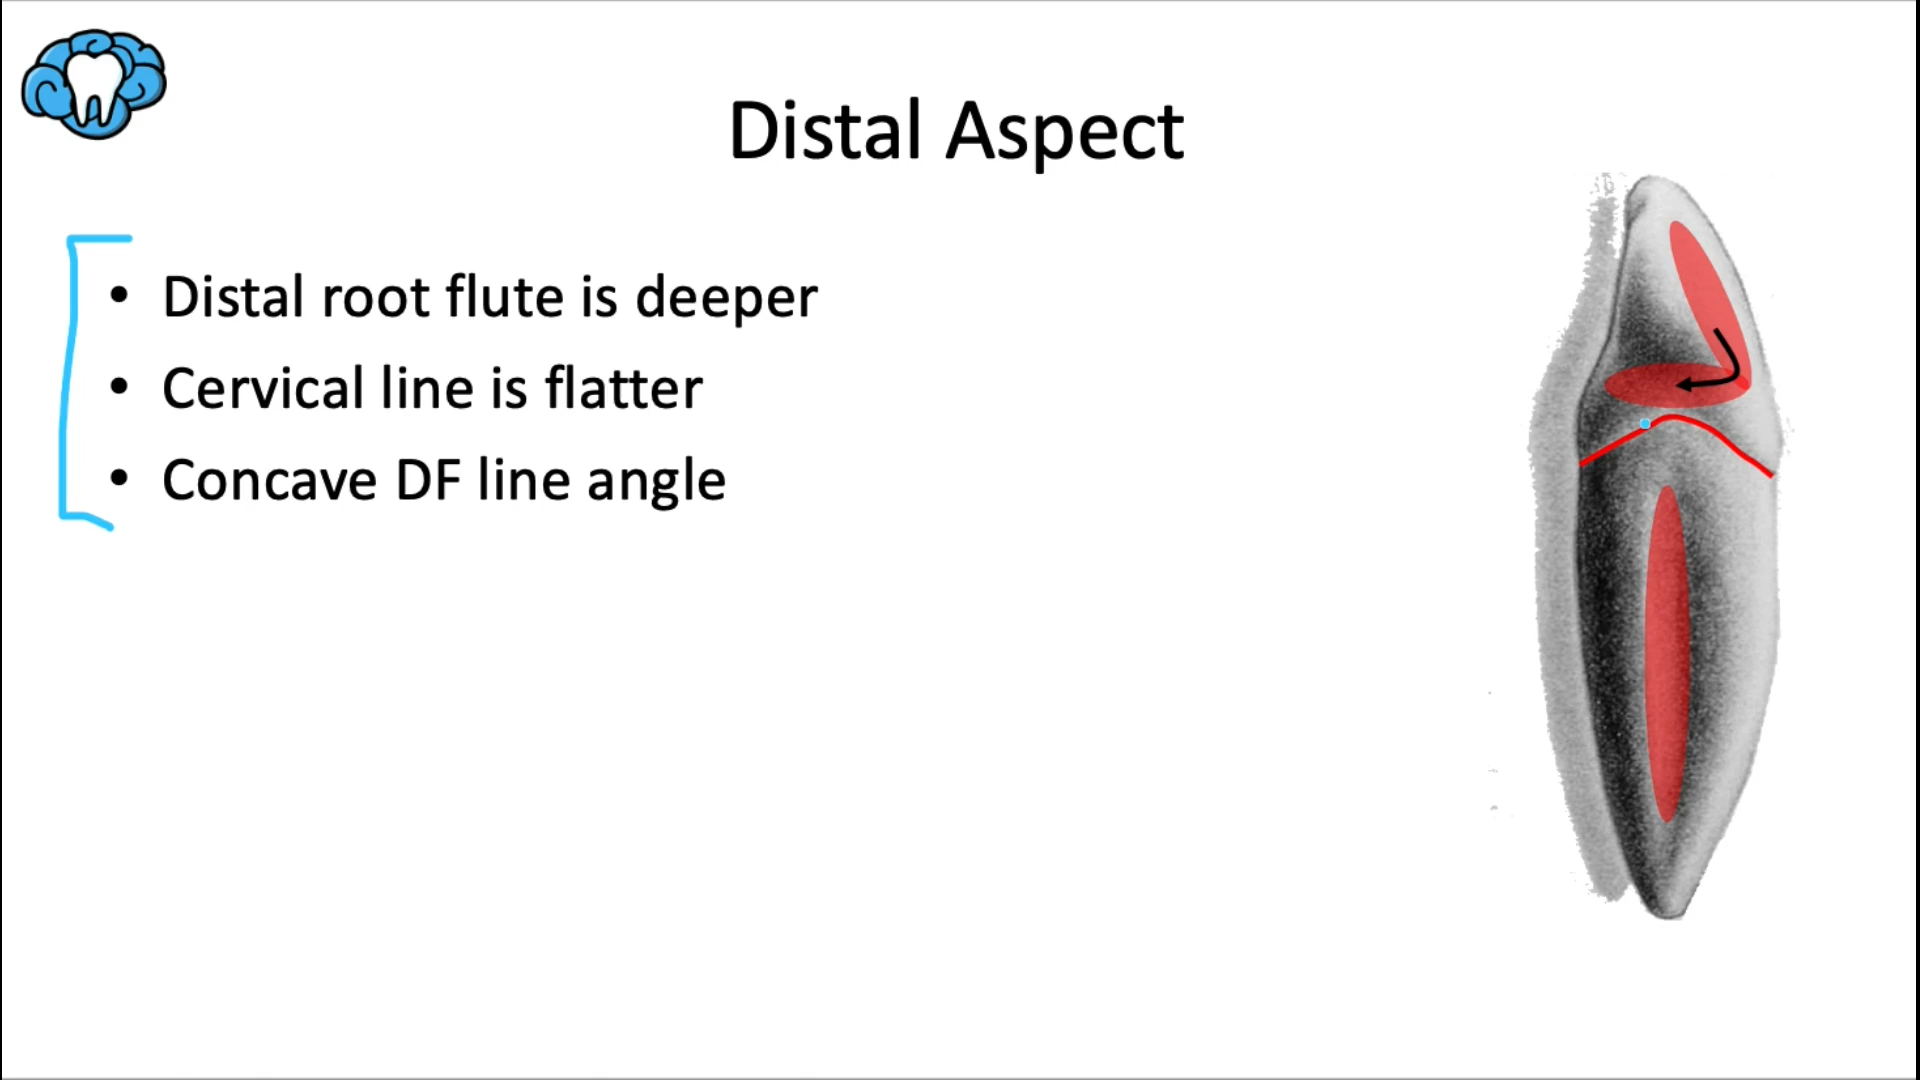 Distal Aspect
• Distal root flute is deeper
• Cervical line is flatter
• Concave DF line angle